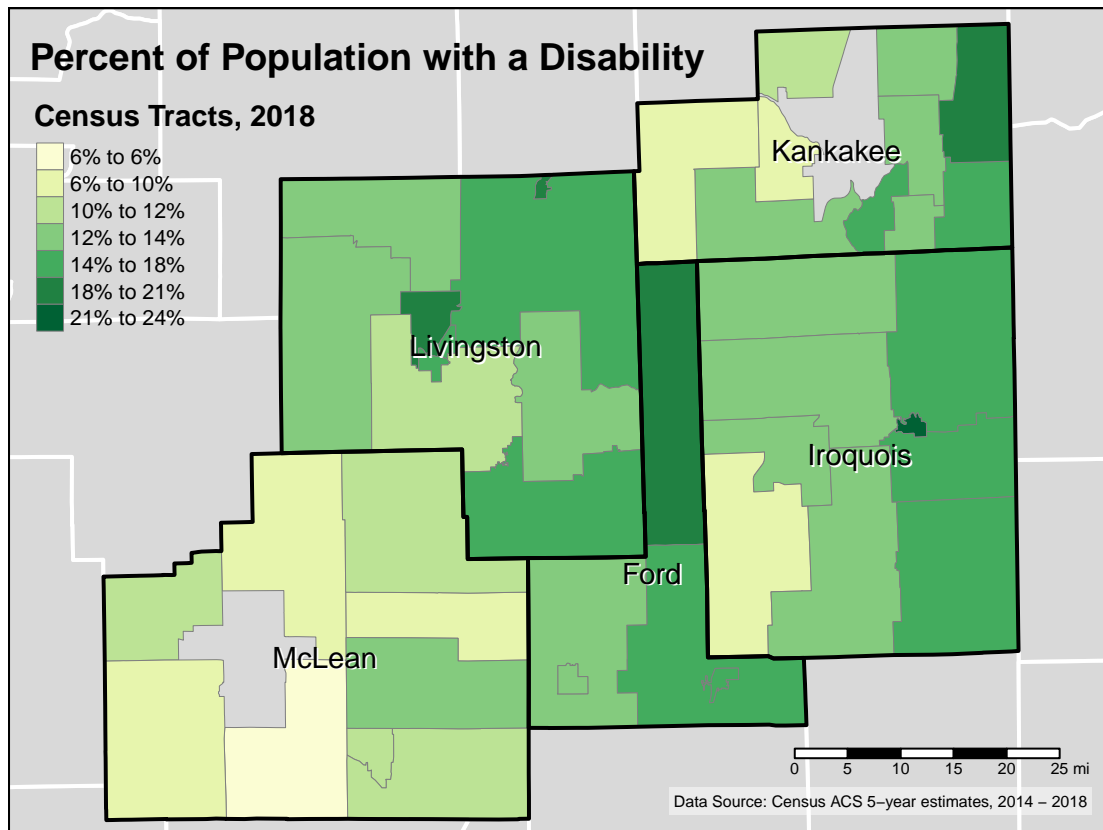 Percent of Population with a Disability
Census Tracts, 2018
6% to 6%
6% to 10%
10% to 12%
12% to 14%
14% to 18%
18% to 21%
21% to 24%
Kankakee
Livingston
Iroquois
Ford
McLean
0 5 10 15 20 25 mi
Data Source: Census ACS 5−year estimates, 2014 − 2018